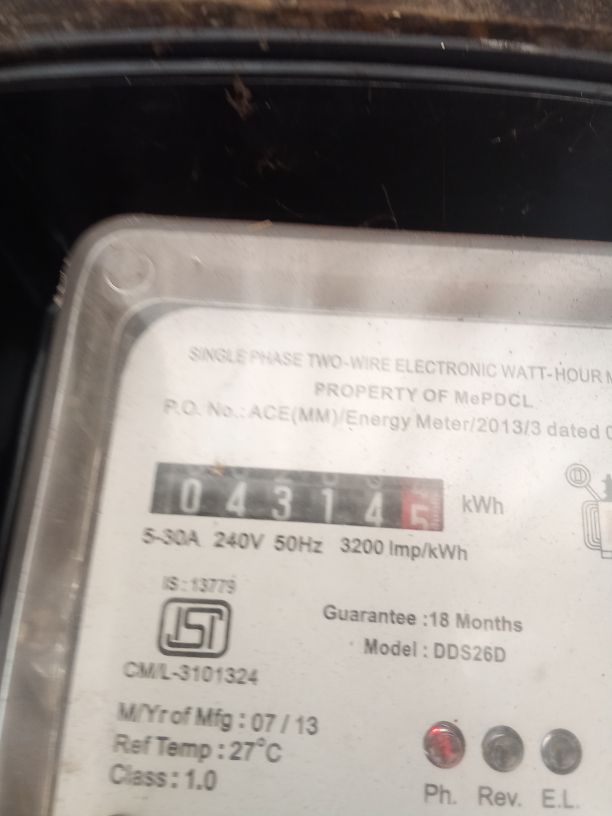 SINGLE PHASE TWO-WIRE ELECTRONIC WATT-HOUR
PROPERTY OF MePDCL
P.O. No.: ACE(MM)/Energy Meter/2013/3 dated
043145 kWh
5-30A 240V 50Hz 3200 Imp/kWh
IS : 13779
ISI
CM/L-3101324
Guarantee :18 Months
Model : DDS26D
M/Yr of Mfg : 07 / 13
Ref Temp : 27°C
Class : 1.0
Ph. Rev. E.L.